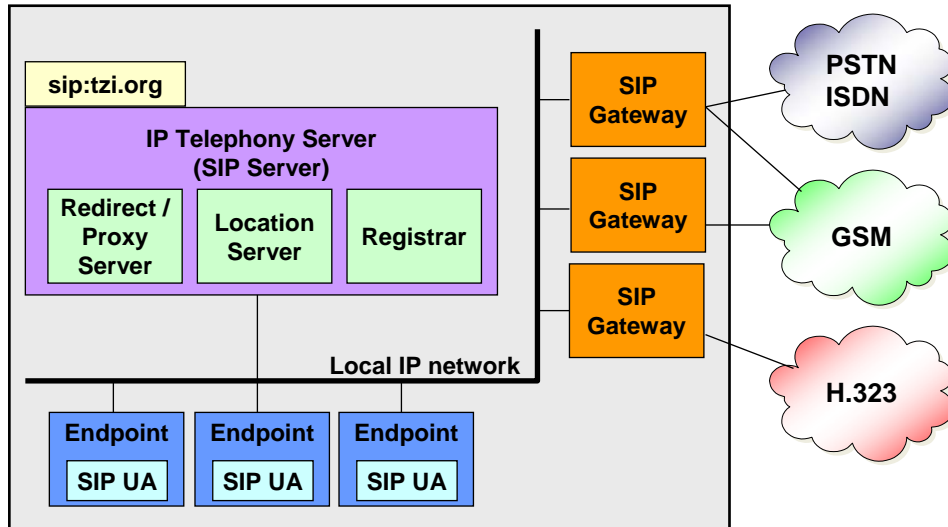 sip:tzi.org
IP Telephony Server
(SIP Server)
Redirect /
Proxy
Server
Location
Server
Registrar
SIP
Gateway
SIP
Gateway
SIP
Gateway
PSTN
ISDN
GSM
H.323
Local IP network
Endpoint
SIP UA
Endpoint
SIP UA
Endpoint
SIP UA